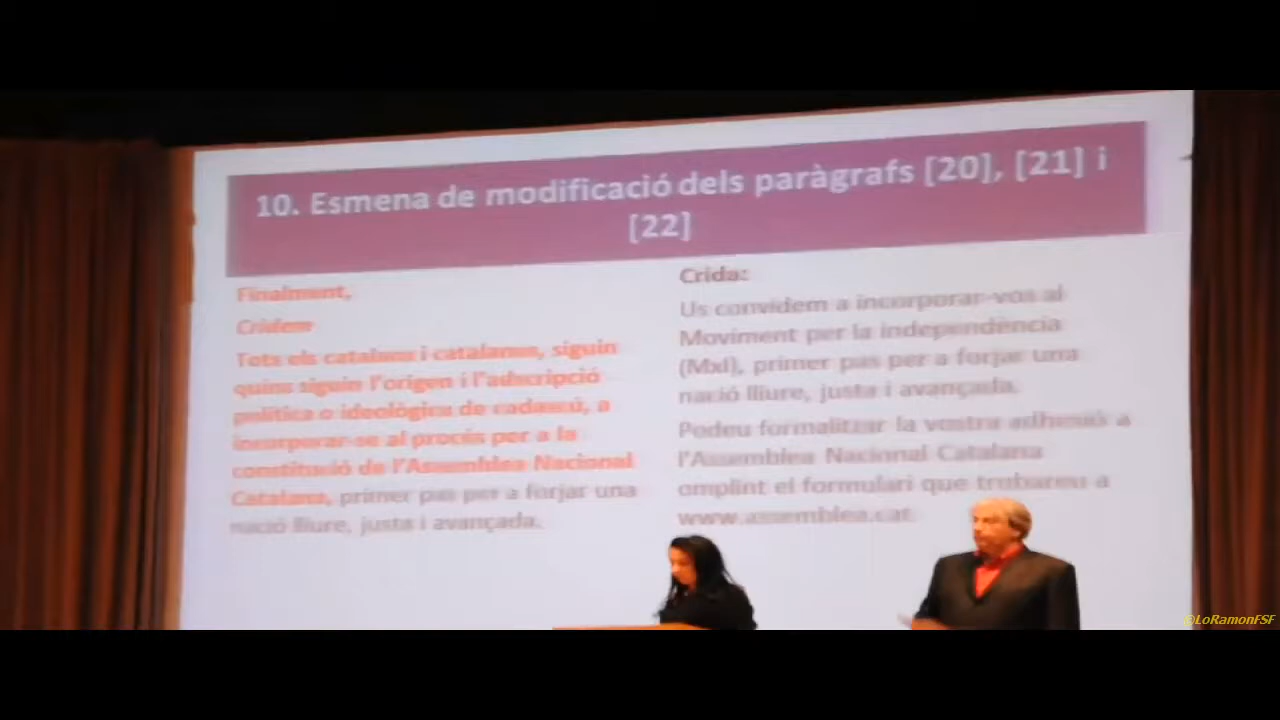 10. Esmena de modificació dels paràgrafs [20], [21] i
[22]
Finalment,
Cridem
Tots els catalans i catalanes, siguin
quins siguin l'origen i l'adscripció
política o ideològica de cadascú, a
incorporar-se al procés per a la
constitució de l'Assemblea Nacional
Catalana, primer pas per a forjar una
nació lliure, justa i avançada.
Crida:
Us convidem a incorporar-vos al
Moviment per la independència
(MxI), primer pas per a forjar una
nació lliure, justa i avançada.
Podeu formalitzar la vostra adhesió a
l'Assemblea Nacional Catalana
omplint el formulari que trobareu a
www.assemblea.cat
©LoRamonFSF